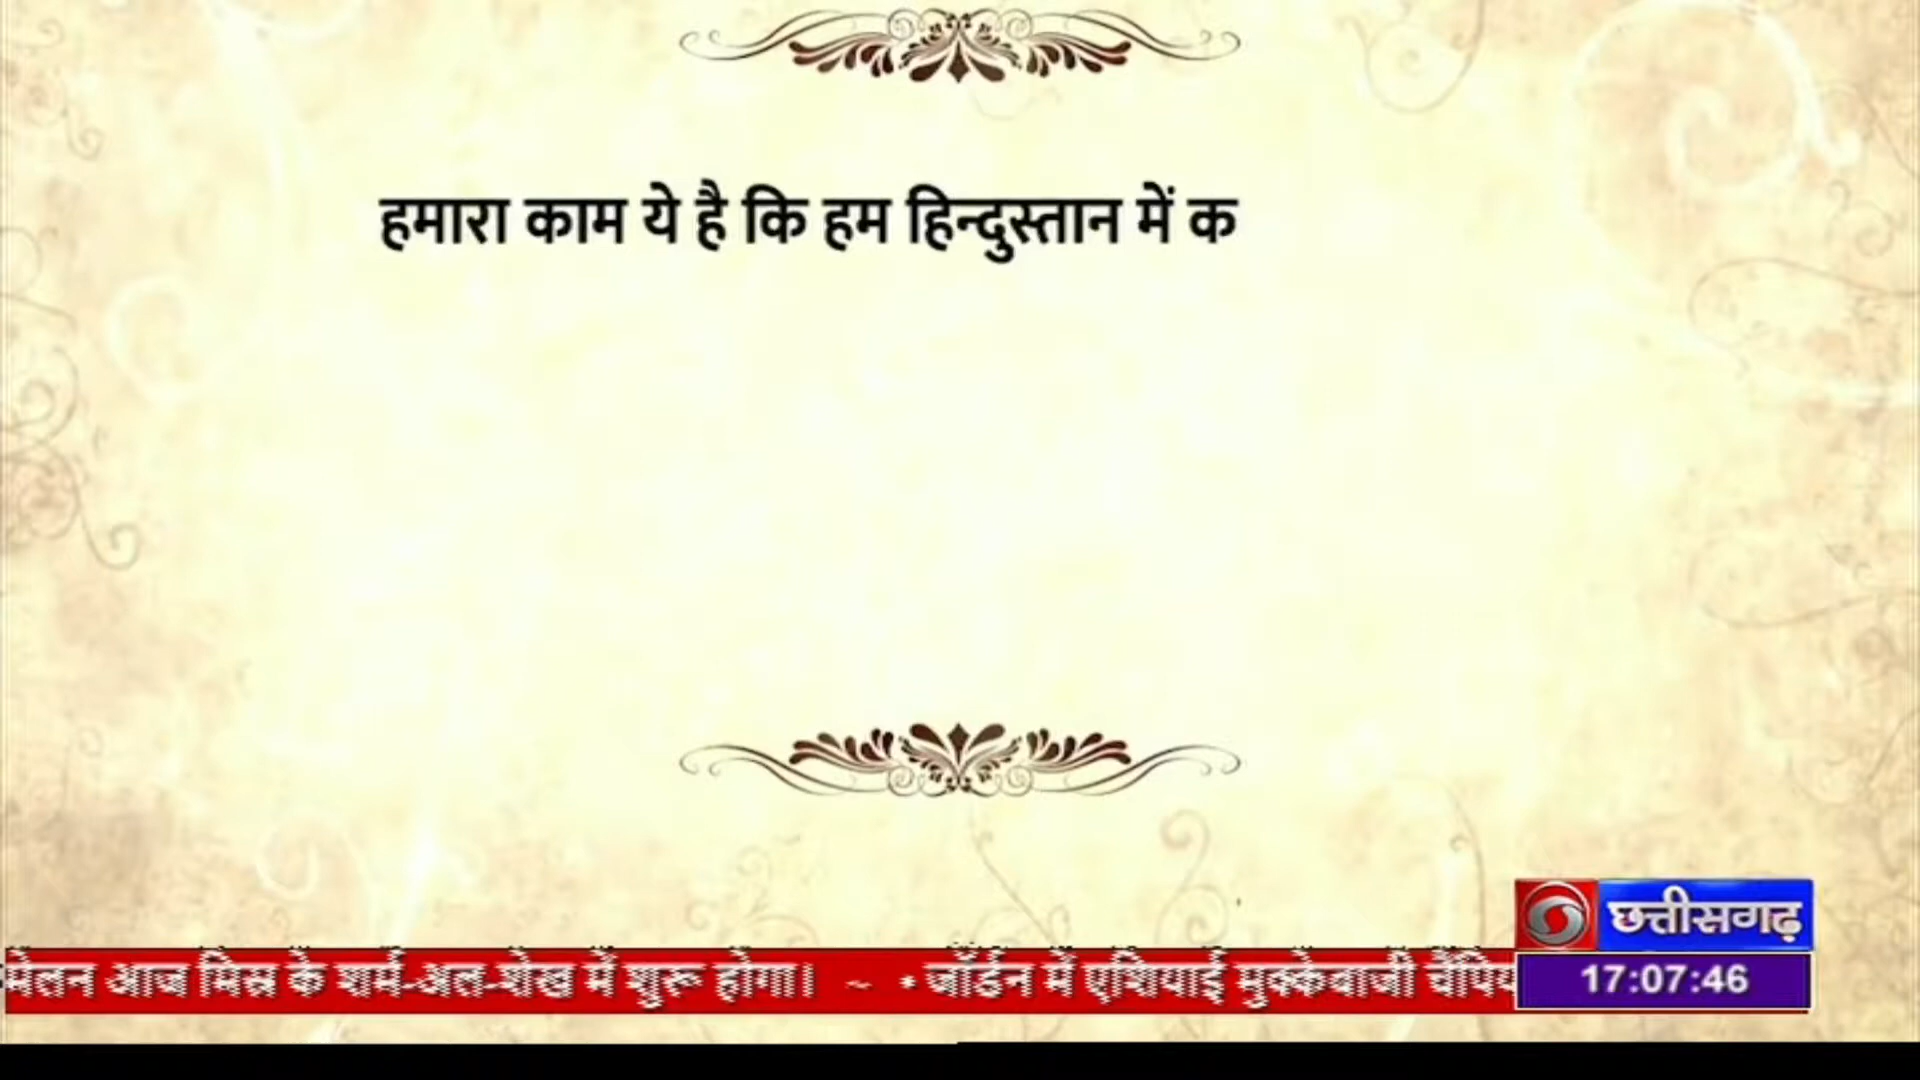 हमारा काम ये है कि हम हिन्दुस्तान में क
छत्तीसगढ़
मेलन आज मिस्र के शर्म-अल-शेख में शुरू होगा। ~ • जॉर्डन में एशियाई मुक्केबाजी चैंपि
17:07:46